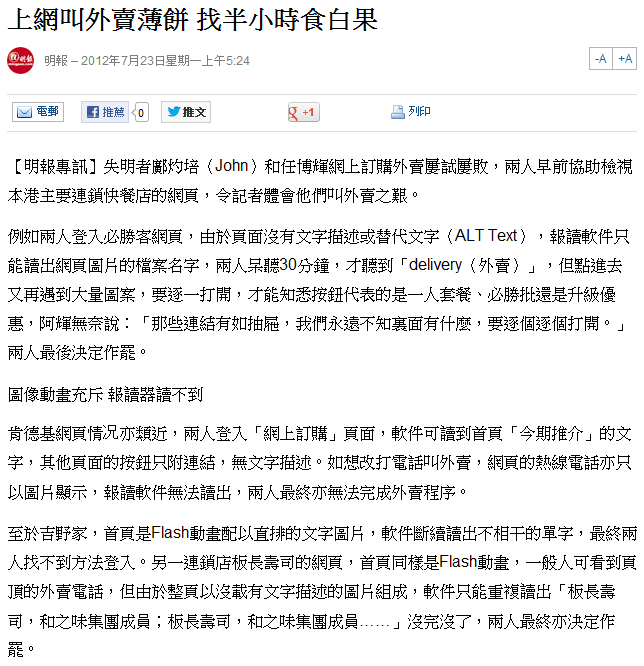 上網叫外賣薄餅 找半小時食白果
明報 – 2012年7月23日星期一上午5:24
-A +A
電郵 推薦 0 推文 +1 列印
【明報專訊】失明者鄺灼培（John）和任博輝網上訂購外賣屢試屢敗，兩人早前協助檢視
本港主要連鎖快餐店的網頁，令記者體會他們叫外賣之艱。
例如兩人登入必勝客網頁，由於頁面沒有文字描述或替代文字（ALT Text），報讀軟件只
能讀出網頁圖片的檔案名字，兩人呆聽30分鐘，才聽到「delivery（外賣）」，但點進去
又再遇到大量圖案，要逐一打開，才能知悉按鈕代表的是一人套餐、必勝批還是升級優
惠，阿輝無奈說：「那些連結有如抽屜，我們永遠不知裏面有什麼，要逐個逐個打開。」
兩人最後決定作罷。
圖像動畫充斥 報讀器讀不到
肯德基網頁情况亦類近，兩人登入「網上訂購」頁面，軟件可讀到首頁「今期推介」的文
字，其他頁面的按鈕只附連結，無文字描述。如想改打電話叫外賣，網頁的熱線電話亦只
以圖片顯示，報讀軟件無法讀出，兩人最終亦無法完成外賣程序。
至於吉野家，首頁是Flash動畫配以直排的文字圖片，軟件斷續讀出不相干的單字，最終兩
人找不到方法登入。另一連鎖店板長壽司的網頁，首頁同樣是Flash動畫，一般人可看到頁
頂的外賣電話，但由於整頁以沒載有文字描述的圖片組成，軟件只能重複讀出「板長壽
司，和之味集團成員；板長壽司，和之味集團成員……」沒完沒了，兩人最終亦決定作
罷。